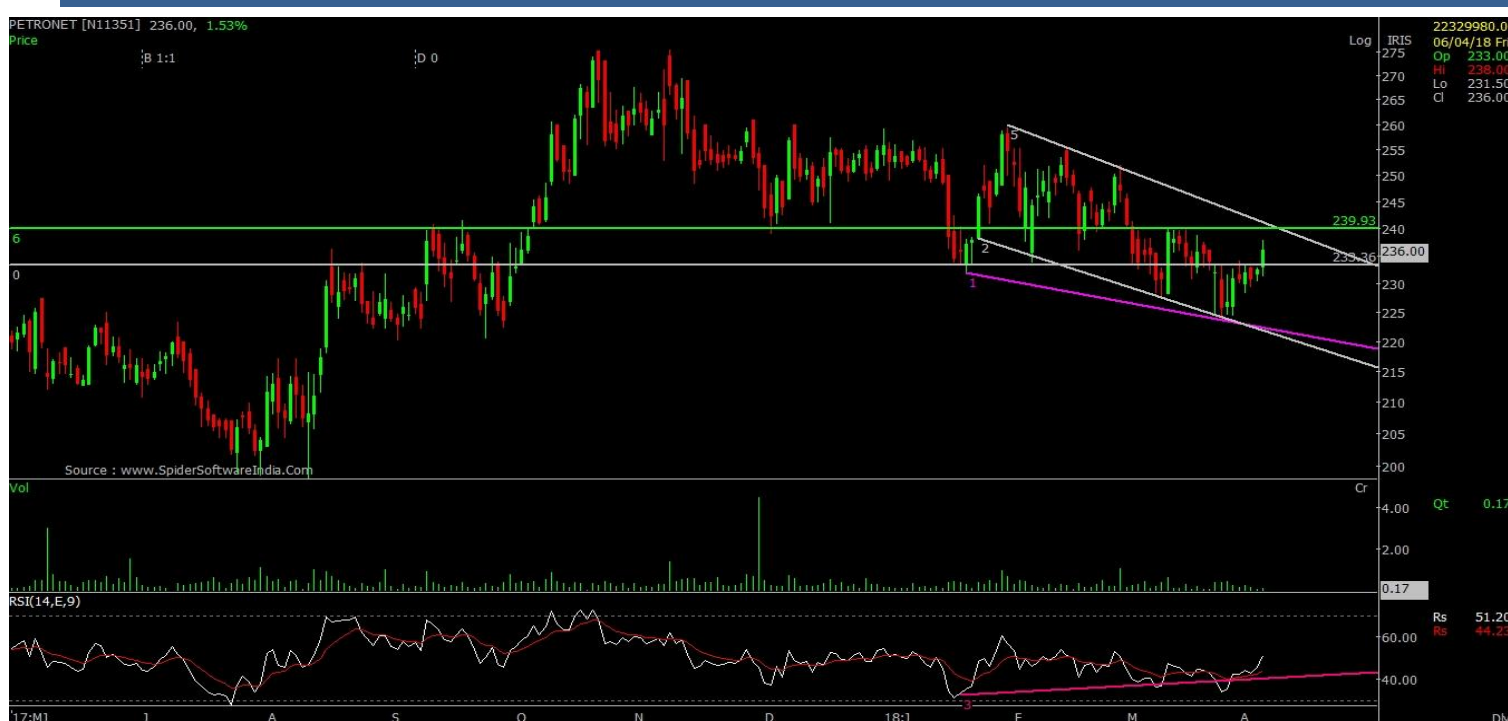 PETRONET [N11351] 236.00, 1.53%
Price
B 1:1
D 0
Log
IRIS
22329980.0
06/04/18 Fri
Op 233.00
Hi 238.00
Lo 231.50
Cl 236.00
275
270
265
260
255
250
245
240
236.00
230
225
220
215
210
205
200
5
239.93
6
2
233.36
0
1
Source : www.SpiderSoftwareIndia.Com
Vol
Cr
4.00
Qt 0.17
2.00
0.17
RSI(14,E,9)
Rs 51.20
60.00
Rs 44.23
40.00
3
'17:MJ J A S O N D 18:J F M A